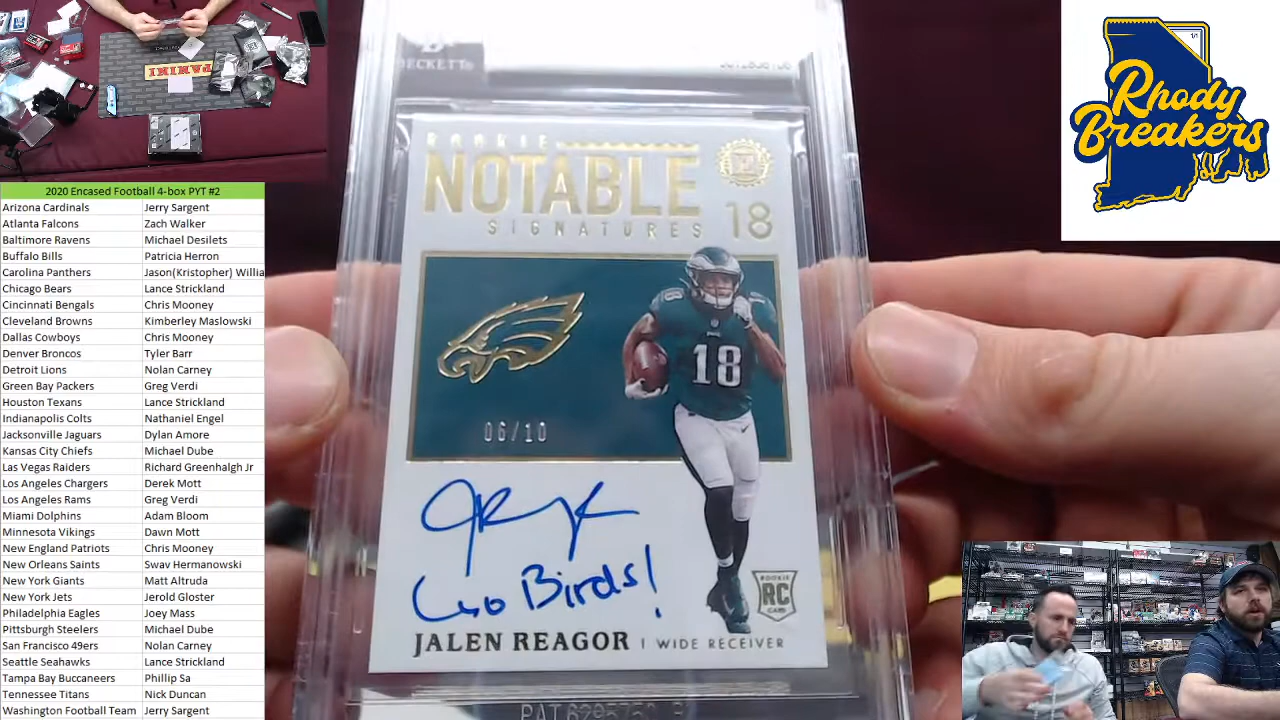 BECKETT
ROOKIE
NOTABLE
SIGNATURES
18
18
18
06/10
Go Birds!
JALEN REAGOR | WIDE RECEIVER
ROOKIE
RC
CARD
PANINI
Rhody
Breakers
1/1
2020 Encased Football 4-box PYT #2
Arizona Cardinals Jerry Sargent
Atlanta Falcons Zach Walker
Baltimore Ravens Michael Desilets
Buffalo Bills Patricia Herron
Carolina Panthers Jason(Kristopher) Willia
Chicago Bears Lance Strickland
Cincinnati Bengals Chris Mooney
Cleveland Browns Kimberley Maslowski
Dallas Cowboys Chris Mooney
Denver Broncos Tyler Barr
Detroit Lions Nolan Carney
Green Bay Packers Greg Verdi
Houston Texans Lance Strickland
Indianapolis Colts Nathaniel Engel
Jacksonville Jaguars Dylan Amore
Kansas City Chiefs Michael Dube
Las Vegas Raiders Richard Greenhalgh Jr
Los Angeles Chargers Derek Mott
Los Angeles Rams Greg Verdi
Miami Dolphins Adam Bloom
Minnesota Vikings Dawn Mott
New England Patriots Chris Mooney
New Orleans Saints Swav Hermanowski
New York Giants Matt Altruda
New York Jets Jerold Gloster
Philadelphia Eagles Joey Mass
Pittsburgh Steelers Michael Dube
San Francisco 49ers Nolan Carney
Seattle Seahawks Lance Strickland
Tampa Bay Buccaneers Phillip Sa
Tennessee Titans Nick Duncan
Washington Football Team Jerry Sargent